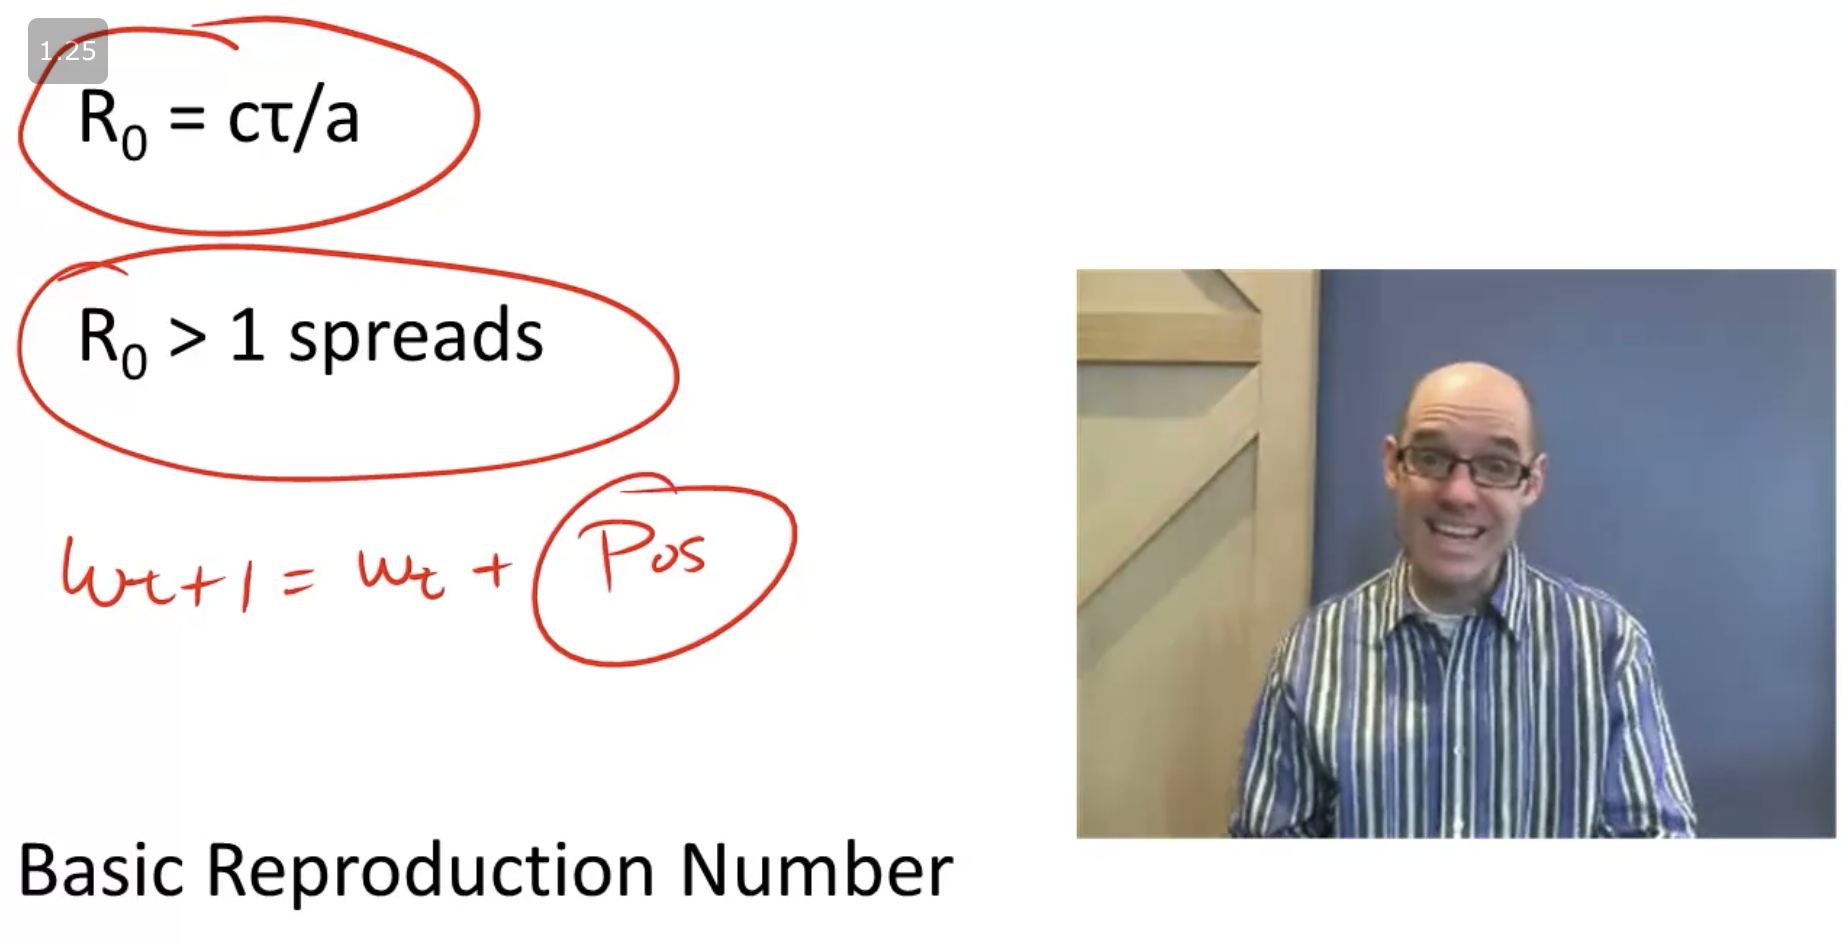 1.25
R₀ = cτ/a
R₀ > 1 spreads
Wt+1 = Wt + Pos
Basic Reproduction Number